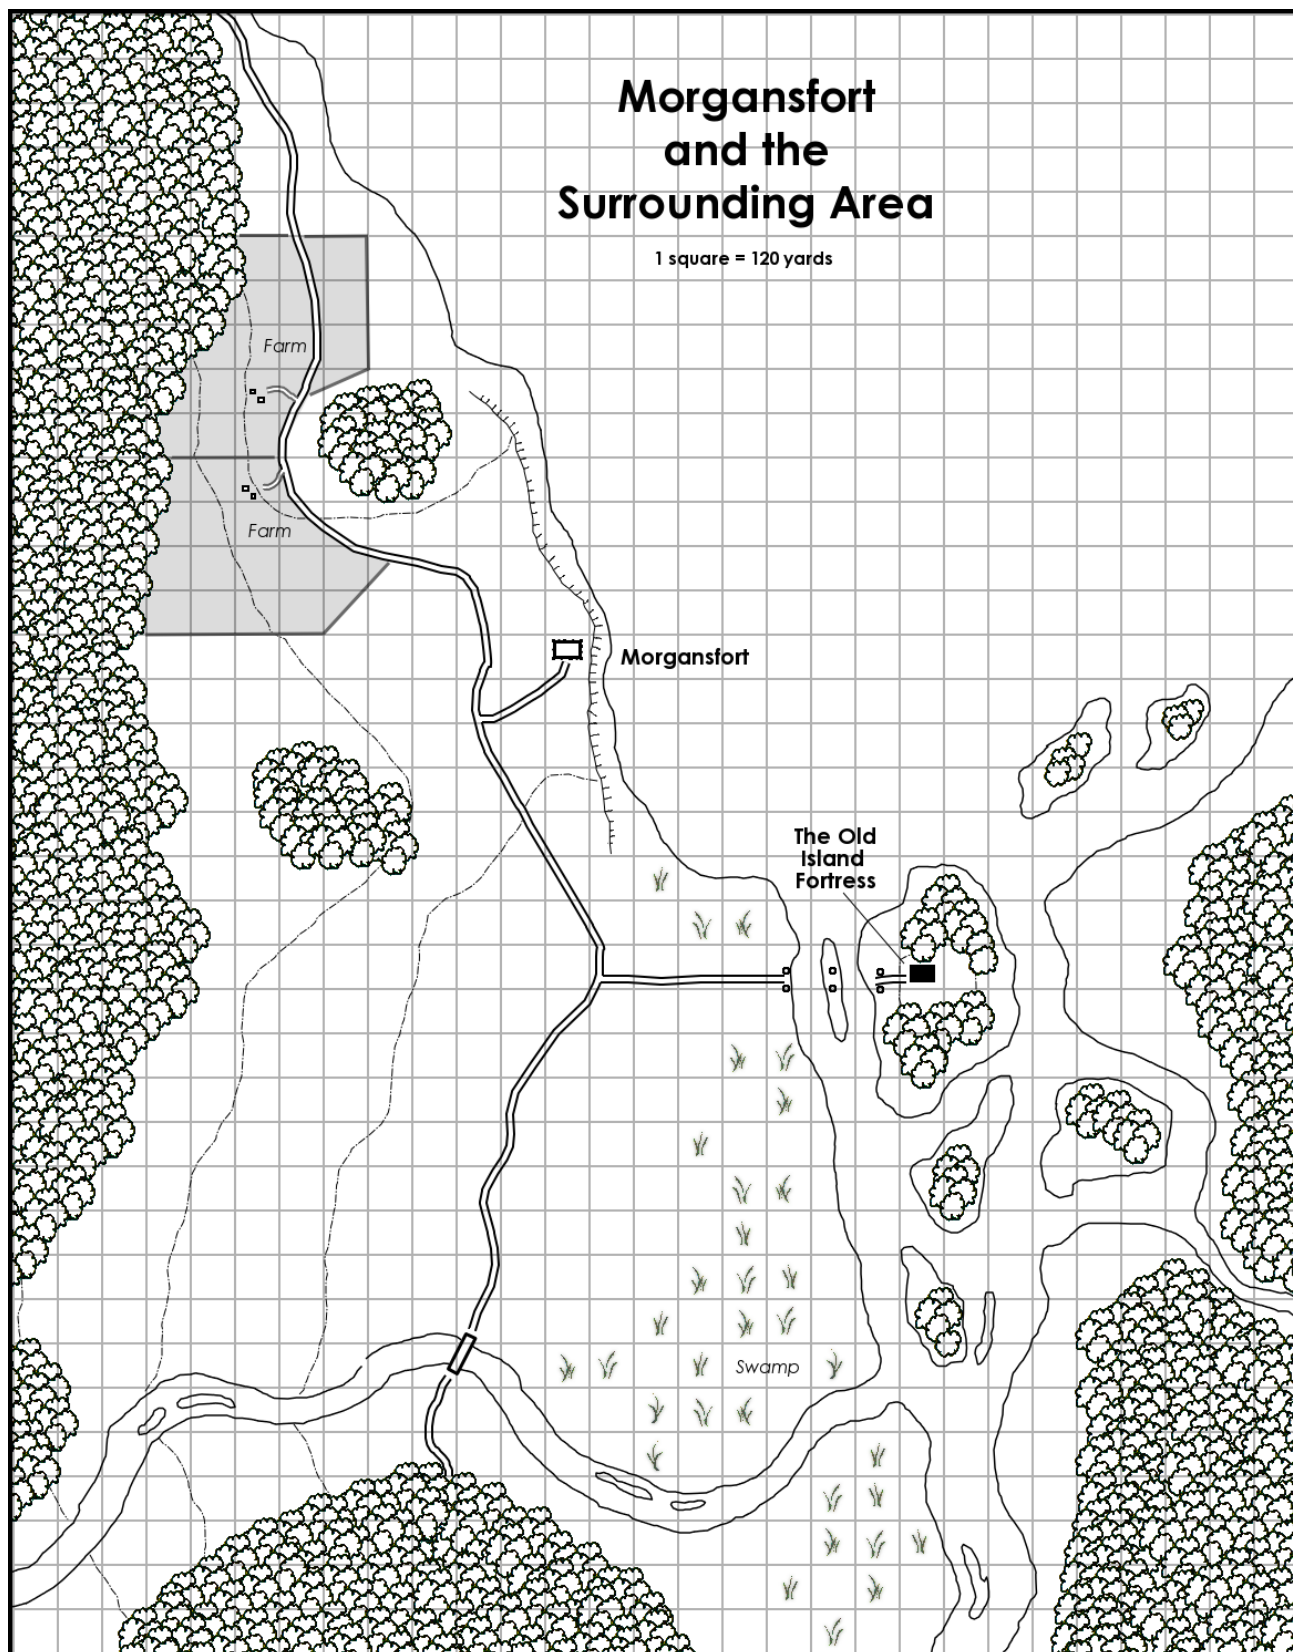 Morgansfort
and the
Surrounding Area
1 square = 120 yards
Farm
Farm
Morgansfort
The Old
Island
Fortress
Swamp